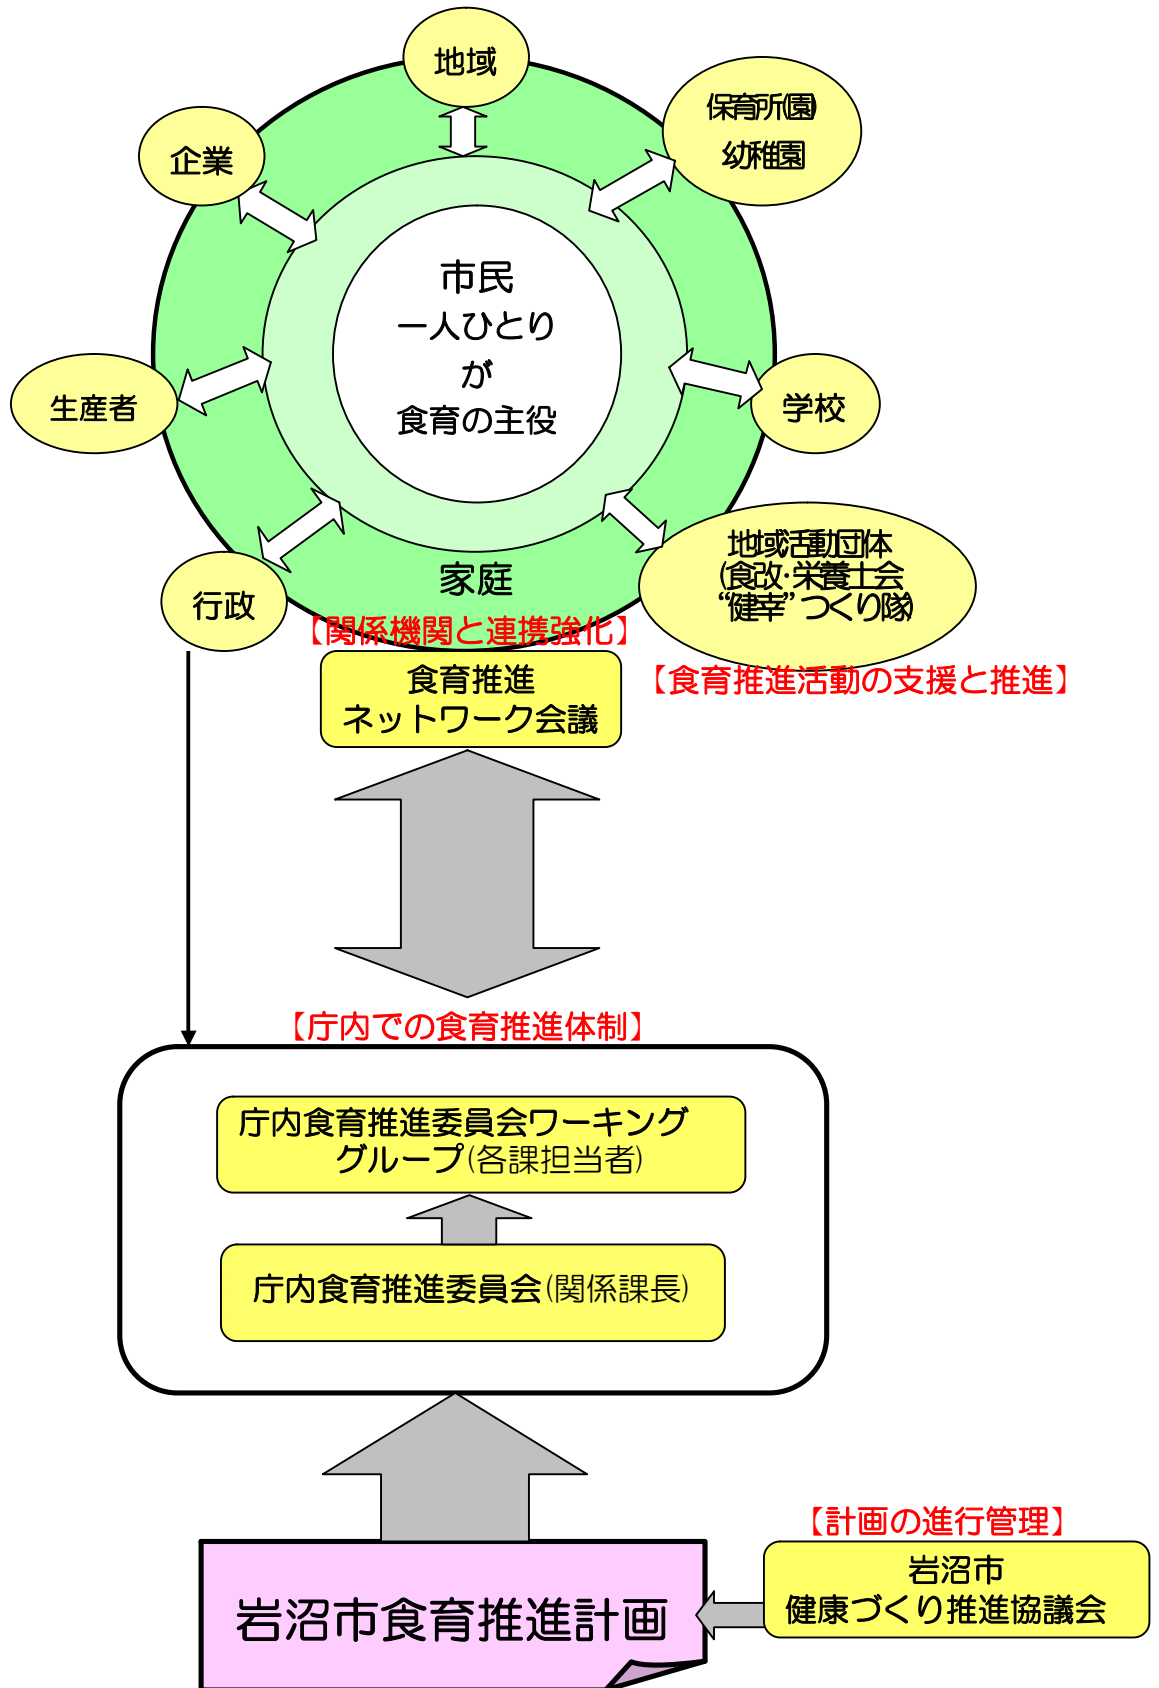 地域
保育所(園)
幼稚園
企業
市民
一人ひとり
が
食育の主役
生産者
学校
地域活動団体
(食改・栄養士会
“健幸”つくり隊)
家庭
行政
【関係機関と連携強化】
食育推進
ネットワーク会議
【食育推進活動の支援と推進】
【庁内での食育推進体制】
庁内食育推進委員会ワーキング
グループ(各課担当者)
庁内食育推進委員会(関係課長)
【計画の進行管理】
岩沼市
健康づくり推進協議会
岩沼市食育推進計画